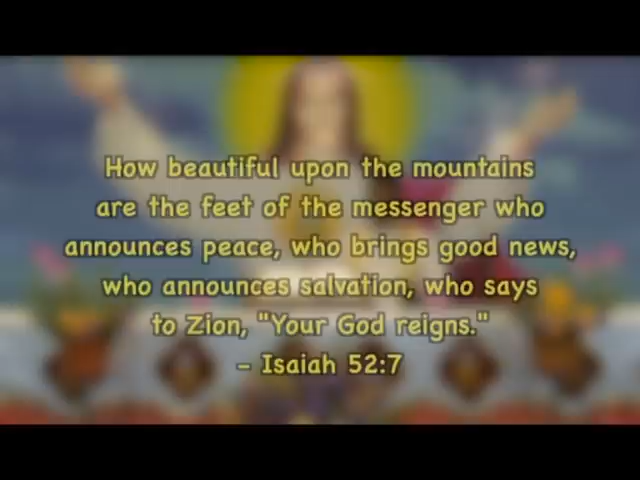 How beautiful upon the mountains
are the feet of the messenger who
announces peace, who brings good news,
who announces salvation, who says
to Zion, "Your God reigns."
- Isaiah 52:7